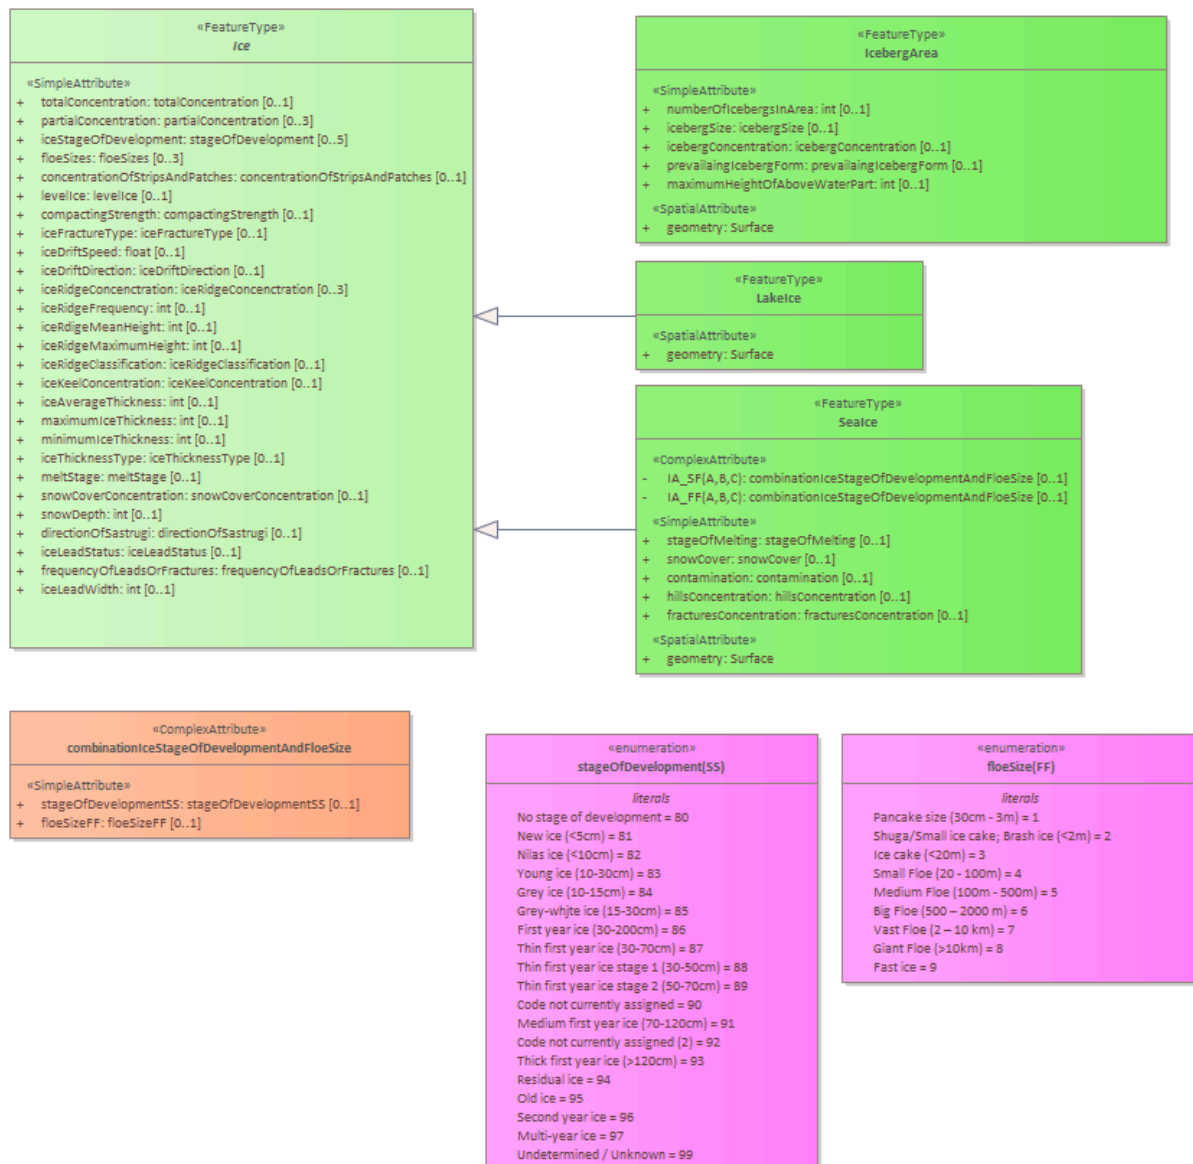 «FeatureType»
Ice
«SimpleAttribute»
+ totalConcentration: totalConcentration [0..1]
+ partialConcentration: partialConcentration [0..3]
+ iceStageOfDevelopment: stageOfDevelopment [0..5]
+ floeSizes: floeSizes [0..3]
+ concentrationOfStripsAndPatches: concentrationOfStripsAndPatches [0..1]
+ levelIce: levelIce [0..1]
+ compactingStrength: compactingStrength [0..1]
+ iceFractureType: iceFractureType [0..1]
+ iceDriftSpeed: float [0..1]
+ iceDriftDirection: iceDriftDirection [0..1]
+ iceRidgeConcenctration: iceRidgeConcenctration [0..3]
+ iceRidgeFrequency: int [0..1]
+ iceRdigeMeanHeight: int [0..1]
+ iceRidgeMaximumHeight: int [0..1]
+ iceRidgeClassification: iceRidgeClassification [0..1]
+ iceKeelConcentration: iceKeelConcentration [0..1]
+ iceAverageThickness: int [0..1]
+ maximumIceThickness: int [0..1]
+ minimumIceThickness: int [0..1]
+ iceThicknessType: iceThicknessType [0..1]
+ meltStage: meltStage [0..1]
+ snowCoverConcentration: snowCoverConcentration [0..1]
+ snowDepth: int [0..1]
+ directionOfSastrugi: directionOfSastrugi [0..1]
+ iceLeadStatus: iceLeadStatus [0..1]
+ frequencyOfLeadsOrFractures: frequencyOfLeadsOrFractures [0..1]
+ iceLeadWidth: int [0..1]
«FeatureType»
IcebergArea
«SimpleAttribute»
+ numberOfIcebergsInArea: int [0..1]
+ icebergSize: icebergSize [0..1]
+ icebergConcentration: icebergConcentration [0..1]
+ prevailaingIcebergForm: prevailaingIcebergForm [0..1]
+ maximumHeightOfAboveWaterPart: int [0..1]
«SpatialAttribute»
+ geometry: Surface
«FeatureType»
LakeIce
«SpatialAttribute»
+ geometry: Surface
«FeatureType»
SeaIce
«ComplexAttribute»
- IA_SF(A,B,C): combinationIceStageOfDevelopmentAndFloeSize [0..1]
- IA_FF(A,B,C): combinationIceStageOfDevelopmentAndFloeSize [0..1]
«SimpleAttribute»
+ stageOfMelting: stageOfMelting [0..1]
+ snowCover: snowCover [0..1]
+ contamination: contamination [0..1]
+ hillsConcentration: hillsConcentration [0..1]
+ fracturesConcentration: fracturesConcentration [0..1]
«SpatialAttribute»
+ geometry: Surface
«ComplexAttribute»
combinationIceStageOfDevelopmentAndFloeSize
«SimpleAttribute»
+ stageOfDevelopmentSS: stageOfDevelopmentSS [0..1]
+ floeSizeFF: floeSizeFF [0..1]
«enumeration»
stageOfDevelopment(SS)
literals
No stage of development = 80
New ice (<5cm) = 81
Nilas ice (<10cm) = 82
Young ice (10-30cm) = 83
Grey ice (10-15cm) = 84
Grey-whjte ice (15-30cm) = 85
First year ice (30-200cm) = 86
Thin first year ice (30-70cm) = 87
Thin first year ice stage 1 (30-50cm) = 88
Thin first year ice stage 2 (50-70cm) = 89
Code not currently assigned = 90
Medium first year ice (70-120cm) = 91
Code not currently assigned (2) = 92
Thick first year ice (>120cm) = 93
Residual ice = 94
Old ice = 95
Second year ice = 96
Multi-year ice = 97
Undetermined / Unknown = 99
«enumeration»
floeSize(FF)
literals
Pancake size (30cm - 3m) = 1
Shuga/Small ice cake; Brash ice (<2m) = 2
Ice cake (<20m) = 3
Small Floe (20 - 100m) = 4
Medium Floe (100m - 500m) = 5
Big Floe (500 – 2000 m) = 6
Vast Floe (2 – 10 km) = 7
Giant Floe (>10km) = 8
Fast ice = 9